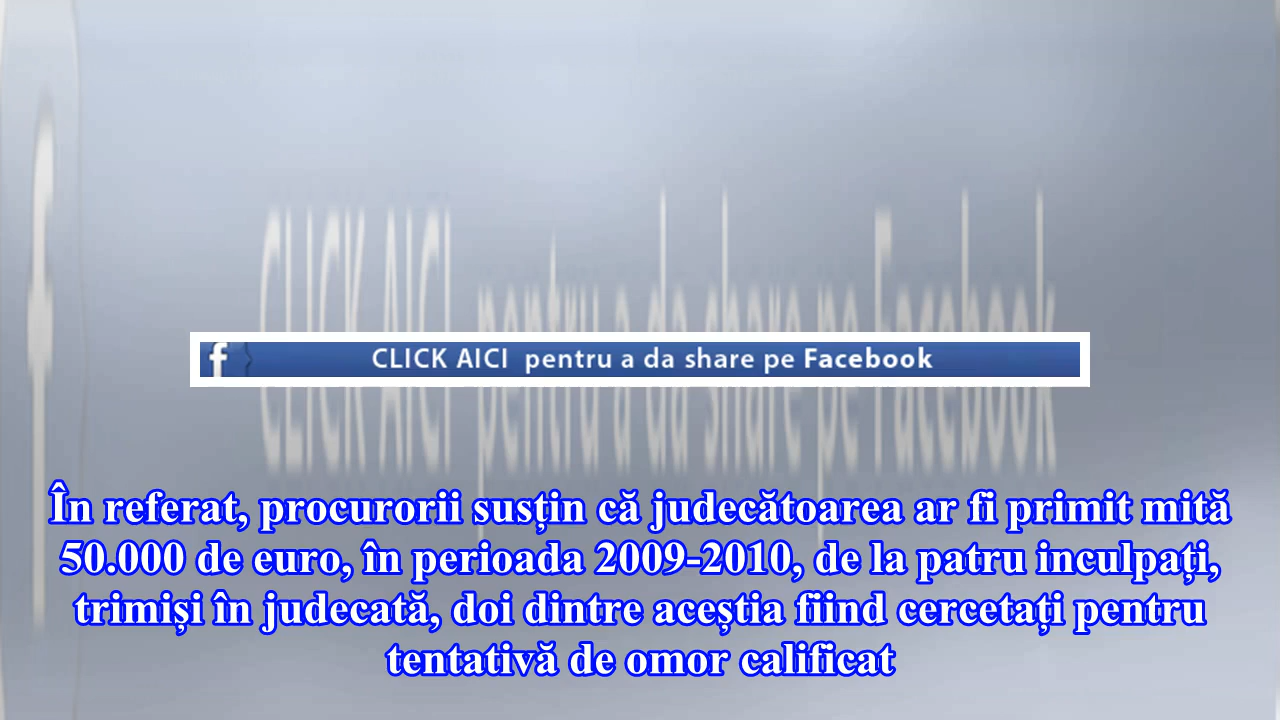 CLICK AICI pentru a da share pe Facebook
În referat, procurorii susțin că judecătoarea ar fi primit mită
50.000 de euro, în perioada 2009-2010, de la patru inculpați,
trimiși în judecată, doi dintre aceștia fiind cercetați pentru
tentativă de omor calificat